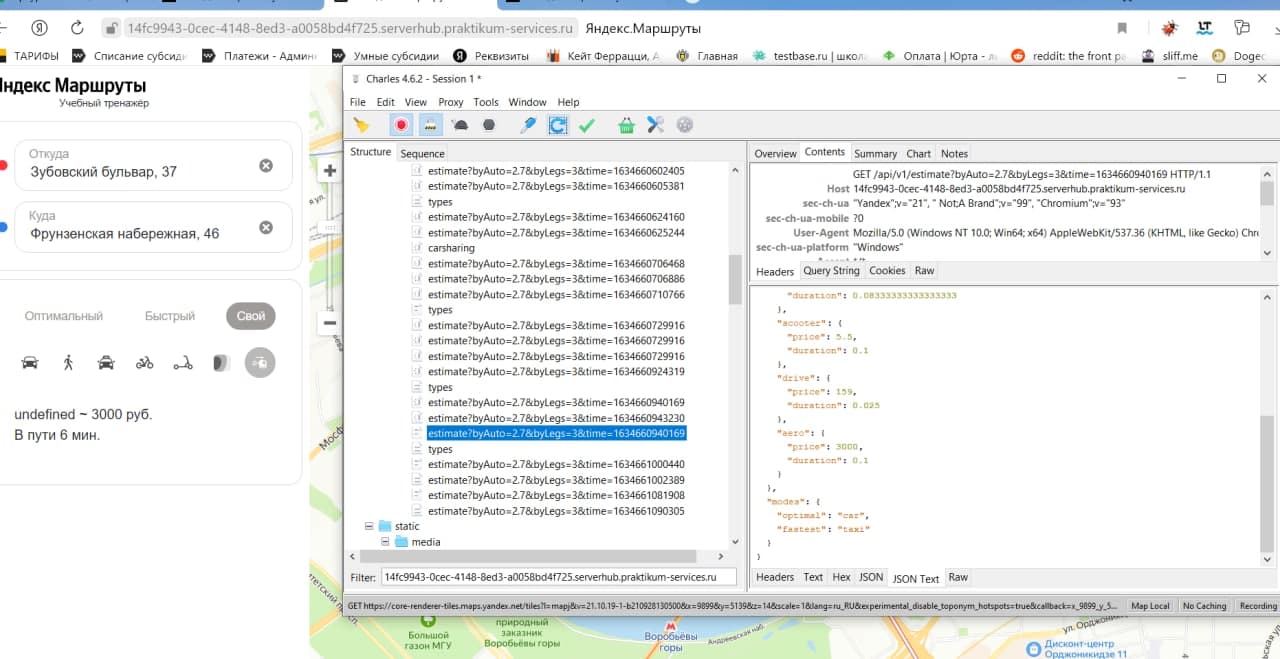 14fc9943-0cec-4148-8ed3-a0058bd4f725.serverhub.praktikum-services.ru Яндекс.Маршруты
ТАРИФЫ Списание субсиди Платежи - Админ Умные субсидии Реквизиты Кейт Феррацци, А Главная testbase.ru | школа Оплата | Юрта - л reddit: the front pa sliff.me Dogec
ндекс Маршруты
Учебный тренажёр
Откуда
Зубовский бульвар, 37
Куда
Фрунзенская набережная, 46
Оптимальный Быстрый Свой
undefined ~ 3000 руб.
В пути 6 мин.
Charles 4.6.2 - Session 1 *
File Edit View Proxy Tools Window Help
Structure Sequence
estimate?byAuto=2.7&byLegs=3&time=1634660602405
estimate?byAuto=2.7&byLegs=3&time=1634660605381
types
estimate?byAuto=2.7&byLegs=3&time=1634660624160
estimate?byAuto=2.7&byLegs=3&time=1634660625244
carsharing
estimate?byAuto=2.7&byLegs=3&time=1634660706468
estimate?byAuto=2.7&byLegs=3&time=1634660706886
estimate?byAuto=2.7&byLegs=3&time=1634660710766
types
estimate?byAuto=2.7&byLegs=3&time=1634660729916
estimate?byAuto=2.7&byLegs=3&time=1634660729916
estimate?byAuto=2.7&byLegs=3&time=1634660729916
estimate?byAuto=2.7&byLegs=3&time=1634660924319
types
estimate?byAuto=2.7&byLegs=3&time=1634660940169
estimate?byAuto=2.7&byLegs=3&time=1634660943230
estimate?byAuto=2.7&byLegs=3&time=1634660940169
types
estimate?byAuto=2.7&byLegs=3&time=1634661000440
estimate?byAuto=2.7&byLegs=3&time=1634661002389
estimate?byAuto=2.7&byLegs=3&time=1634661081908
estimate?byAuto=2.7&byLegs=3&time=1634661090305
static
media
Filter: 14fc9943-0cec-4148-8ed3-a0058bd4f725.serverhub.praktikum-services.ru
Overview Contents Summary Chart Notes
GET /api/v1/estimate?byAuto=2.7&byLegs=3&time=1634660940169 HTTP/1.1
Host 14fc9943-0cec-4148-8ed3-a0058bd4f725.serverhub.praktikum-services.ru
sec-ch-ua "Yandex";v="21", " Not;A Brand";v="99", "Chromium";v="93"
sec-ch-ua-mobile ?0
User-Agent Mozilla/5.0 (Windows NT 10.0; Win64; x64) AppleWebKit/537.36 (KHTML, like Gecko) Chro
sec-ch-ua-platform "Windows"
Headers Query String Cookies Raw
"duration": 0.08333333333333333
},
"scooter": {
"price": 5.5,
"duration": 0.1
},
"drive": {
"price": 159,
"duration": 0.025
},
"aero": {
"price": 3000,
"duration": 0.1
}
},
"modes": {
"optimal": "car",
"fastest": "taxi"
}
}
Headers Text Hex JSON JSON Text Raw
GET https://core-renderer-tiles.maps.yandex.net/tiles?l=mapj&v=21.10.19-1-b210928130500&x=9899&y=5139&z=14&scale=1&lang=ru_RU&experimental_disable_toponym_hotspots=true&callback=x_9899_y_5... Map Local No Caching Recording
Большой
газон МГУ
природный
заказник
Воробьёвы горы
Воробьёвы
горы
Андреевская наб.
ул. Орджоник
Дисконт-центр
Орджоникидзе 11